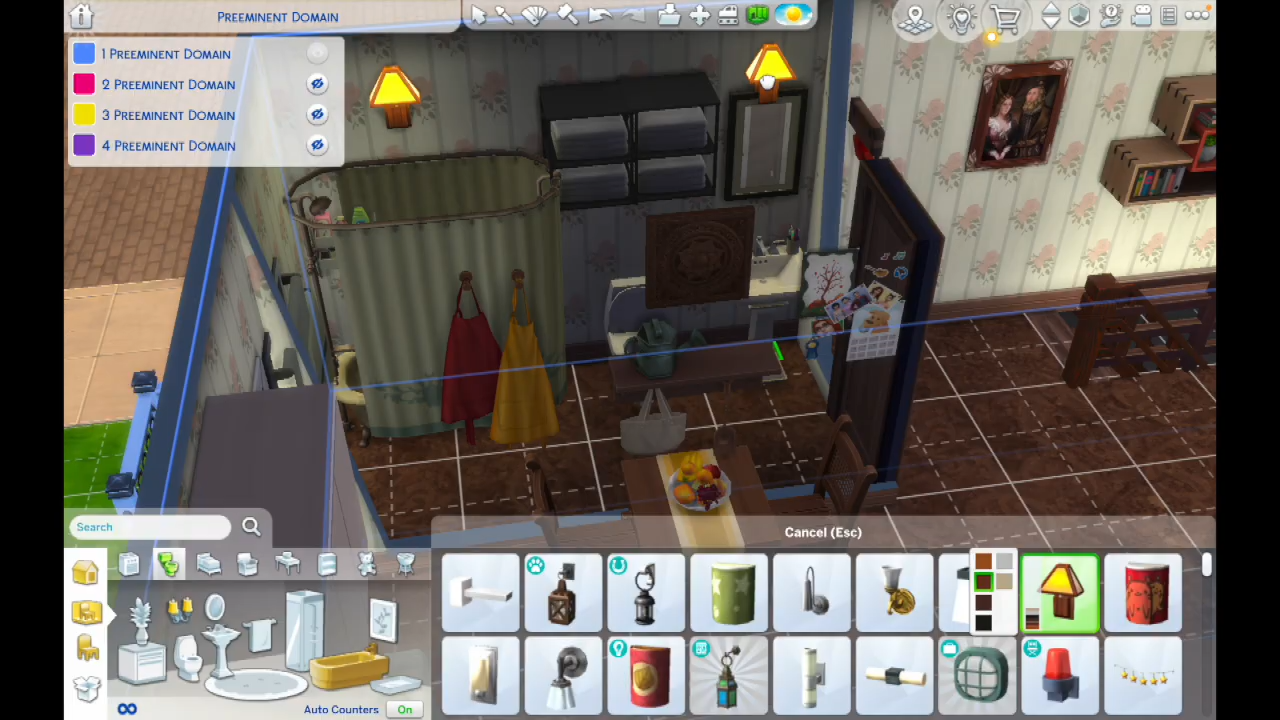 Preeminent Domain
1 Preeminent Domain
2 Preeminent Domain
3 Preeminent Domain
4 Preeminent Domain
Search
Cancel (Esc)
Auto Counters On